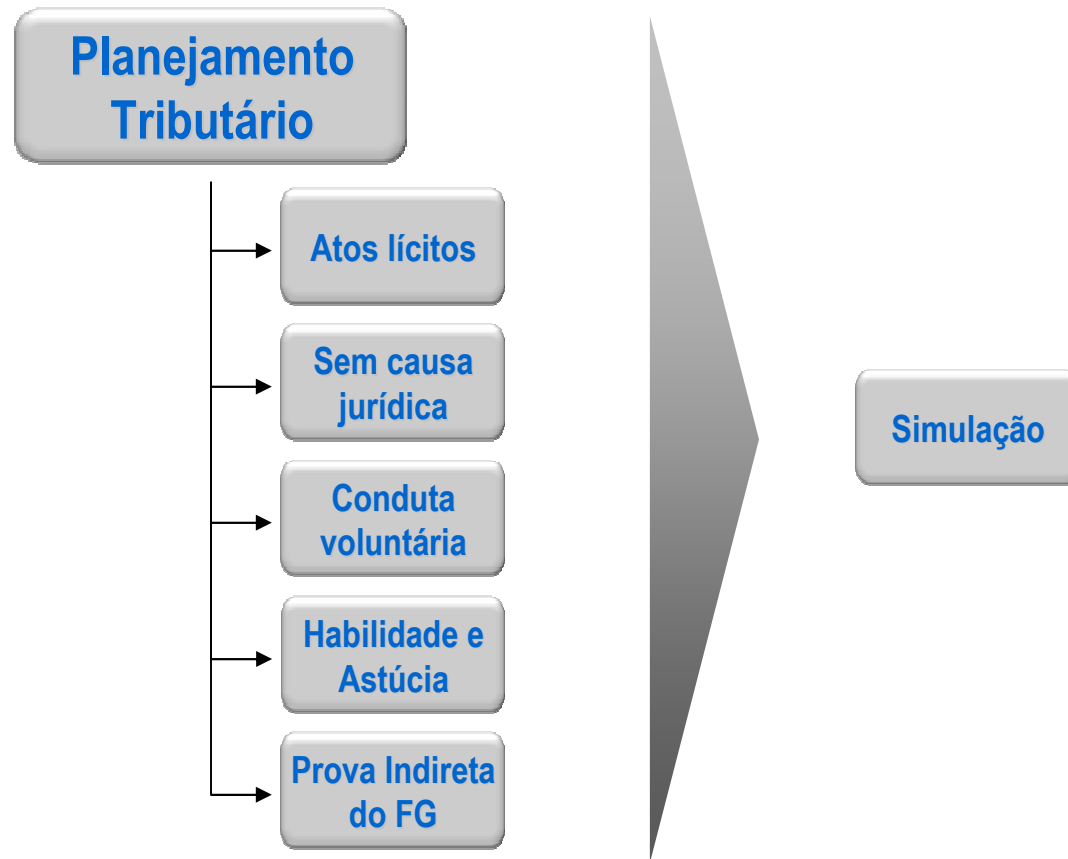 Planejamento
Tributário
Atos lícitos
Sem causa
jurídica
Conduta
voluntária
Habilidade e
Astúcia
Prova Indireta
do FG
Simulação